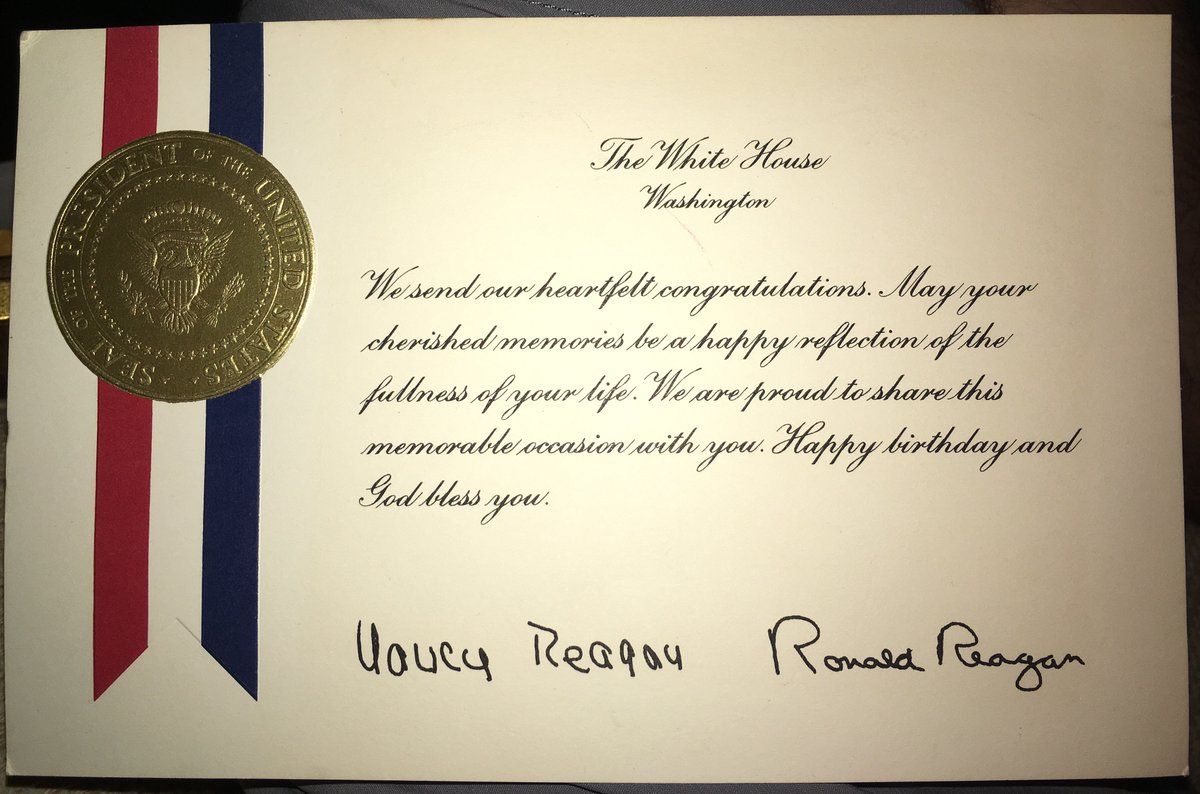 SEAL OF THE PRESIDENT OF THE UNITED STATES
The White House
Washington
We send our heartfelt congratulations. May your
cherished memories be a happy reflection of the
fullness of your life. We are proud to share this
memorable occasion with you. Happy birthday and
God bless you.
Nancy Reagan Ronald Reagan